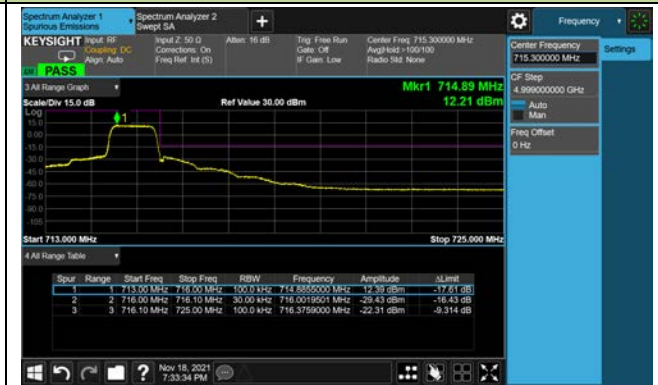 Spectrum Analyzer 1
Spurious Emissions
Spectrum Analyzer 2
Swept SA
+
Frequency
KEYSIGHT
Input: RF
Coupling: DC
Align: Auto
Input Z: 50 Ω
Corrections: On
Freq Ref: Int (S)
Atten: 16 dB
Trig: Free Run
Gate: Off
IF Gain: Low
Center Freq: 715.300000 MHz
Avg|Hold:>100/100
Radio Std: None
PASS
Center Frequency
715.300000 MHz
Settings
CF Step
4.999000000 GHz
Auto
Man
Freq Offset
0 Hz
3 All Range Graph
Mkr1 714.89 MHz
Scale/Div 15.0 dB
Ref Value 30.00 dBm
12.21 dBm
Log
15.0
0.00
-15.0
-30.0
-45.0
-60.0
-75.0
-90.0
-105
1
Start 713.000 MHz
Stop 725.000 MHz
4 All Range Table
Spur Range Start Freq Stop Freq RBW Frequency Amplitude ΔLimit
1 1 713.00 MHz 716.00 MHz 100.0 kHz 714.8855000 MHz 12.39 dBm -17.61 dB
2 2 716.00 MHz 716.10 MHz 30.00 kHz 716.0019501 MHz -29.43 dBm -16.43 dB
3 3 716.10 MHz 725.00 MHz 100.0 kHz 716.3759000 MHz -22.31 dBm -9.314 dB
?
Nov 18, 2021
7:33:34 PM